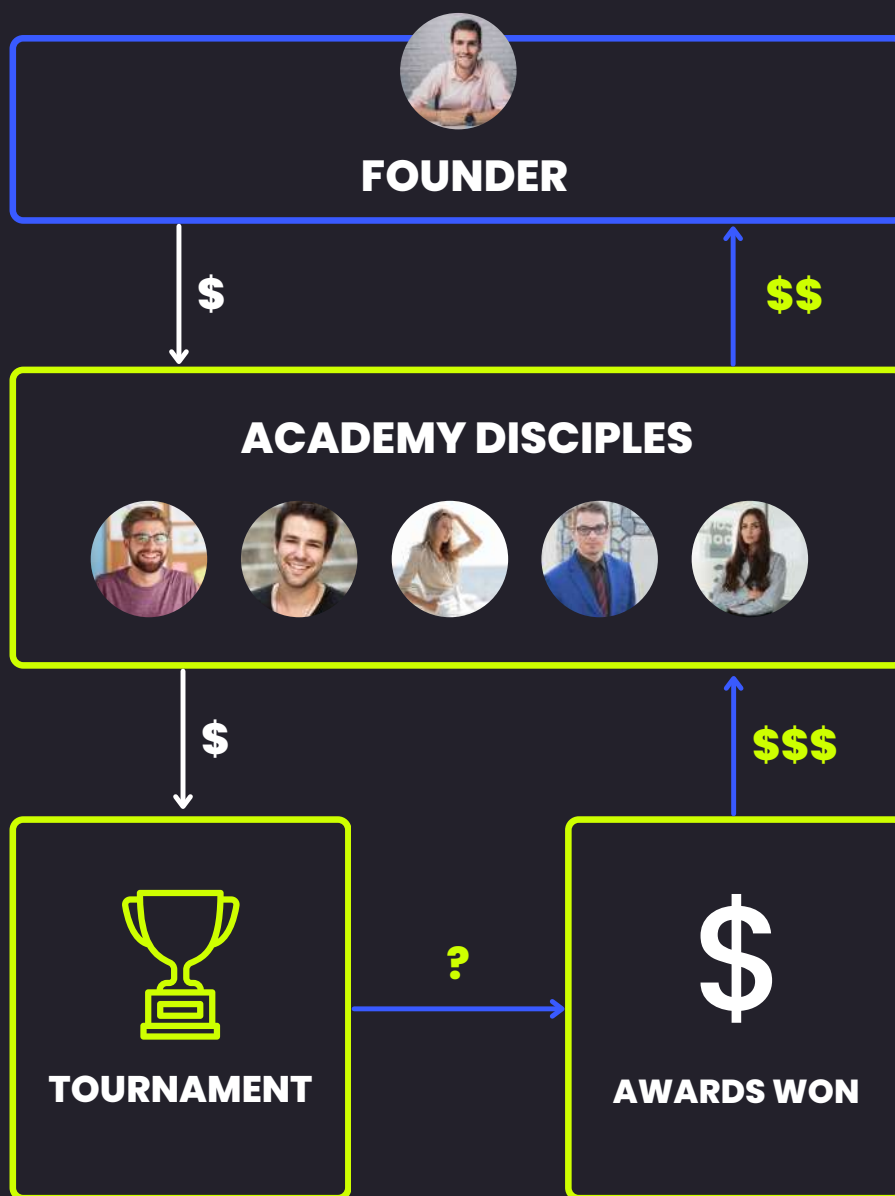 FOUNDER
$
$$
ACADEMY DISCIPLES
$
$$$
?
$
TOURNAMENT
AWARDS WON